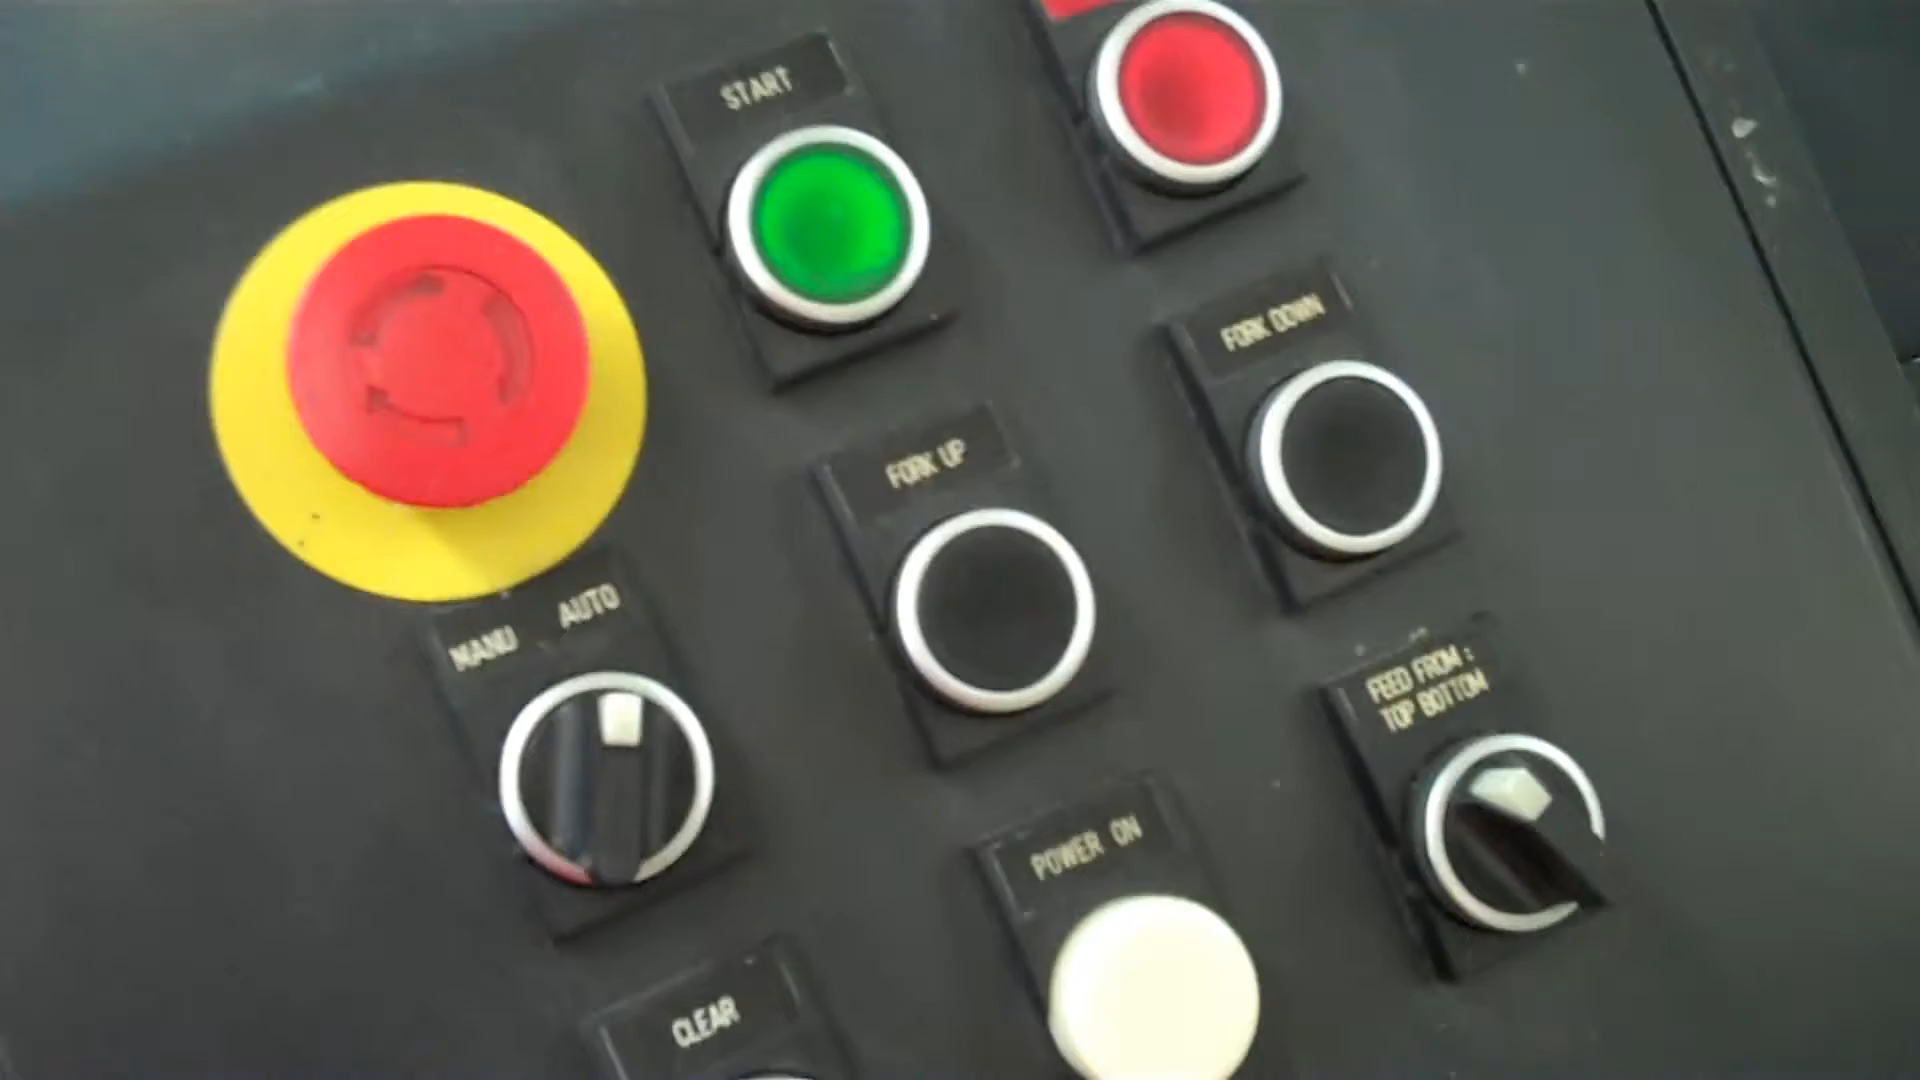 START
FORK DOWN
FORK UP
MANU AUTO
FEED FROM :
TOP BOTTOM
POWER ON
CLEAR